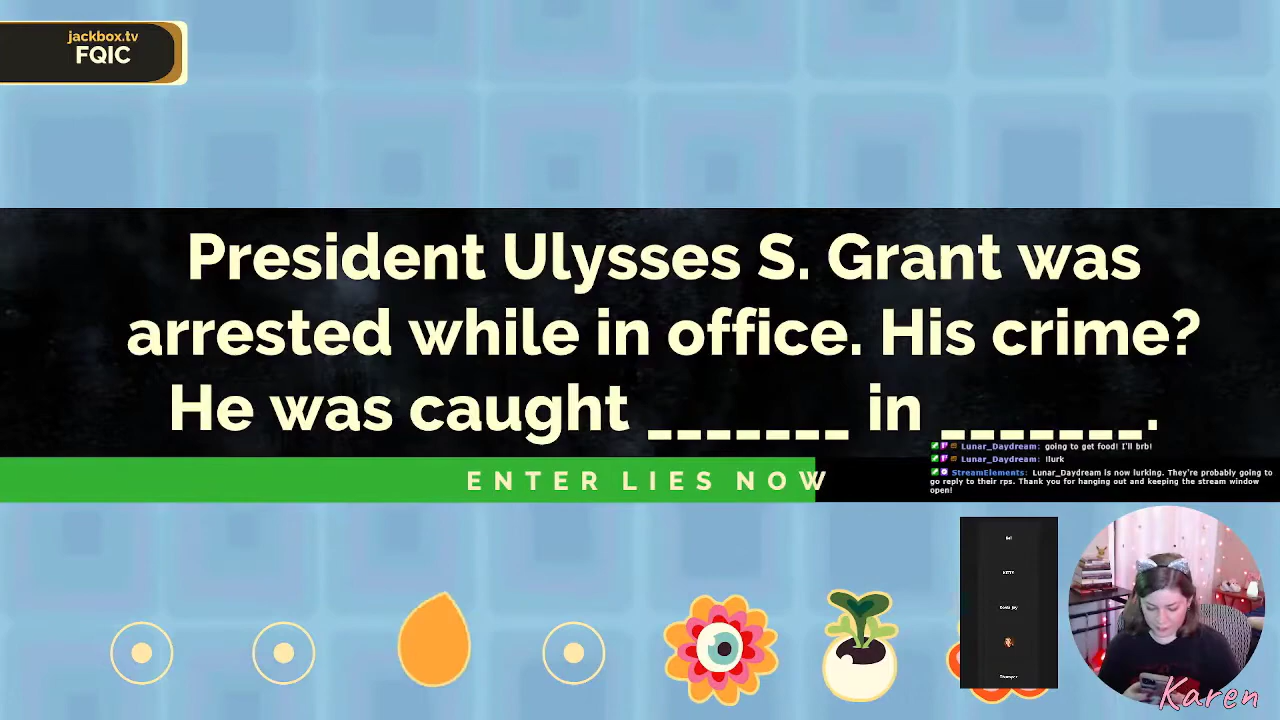 jackbox.tv
FQIC
President Ulysses S. Grant was
arrested while in office. His crime?
He was caught _______ in _______.
ENTER LIES NOW
Lunar_Daydream: going to get food! I'll brb!
Lunar_Daydream: !lurk
StreamElements: Lunar_Daydream is now lurking. They're probably going to
go reply to their rps. Thank you for hanging out and keeping the stream window
open!
Karen